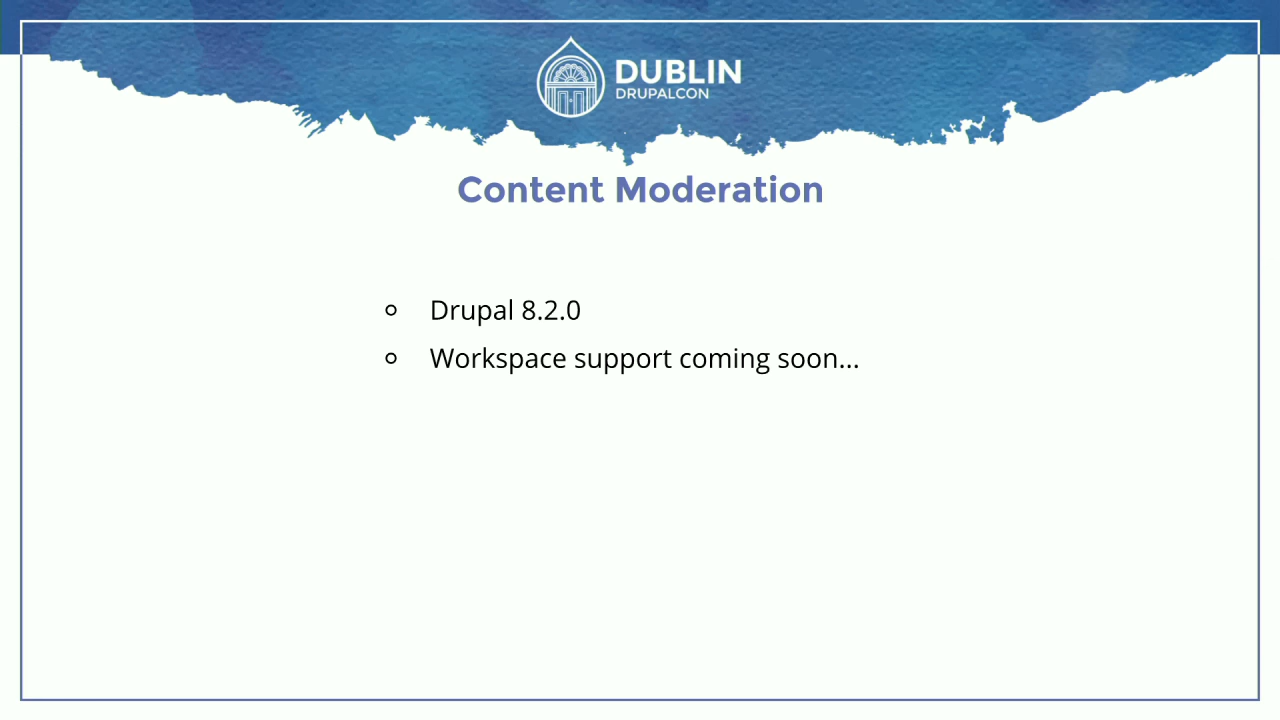 DUBLIN
DRUPALCON
Content Moderation
Drupal 8.2.0
Workspace support coming soon...